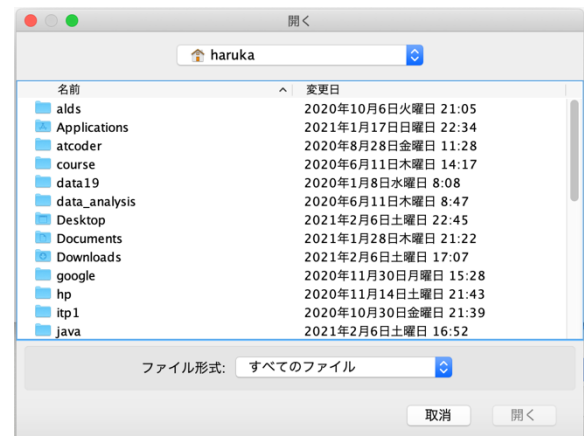 開く
haruka
名前 変更日
alds 2020年10月6日火曜日 21:05
Applications 2021年1月17日日曜日 22:34
atcoder 2020年8月28日金曜日 11:28
course 2020年6月11日木曜日 14:17
data19 2020年1月8日水曜日 8:08
data_analysis 2020年6月11日木曜日 8:47
Desktop 2021年2月6日土曜日 22:45
Documents 2021年1月28日木曜日 21:22
Downloads 2021年2月6日土曜日 17:07
google 2020年11月30日月曜日 15:28
hp 2020年11月14日土曜日 21:43
itp1 2020年10月30日金曜日 21:39
java 2021年2月6日土曜日 16:52
ファイル形式: すべてのファイル
取消 開く